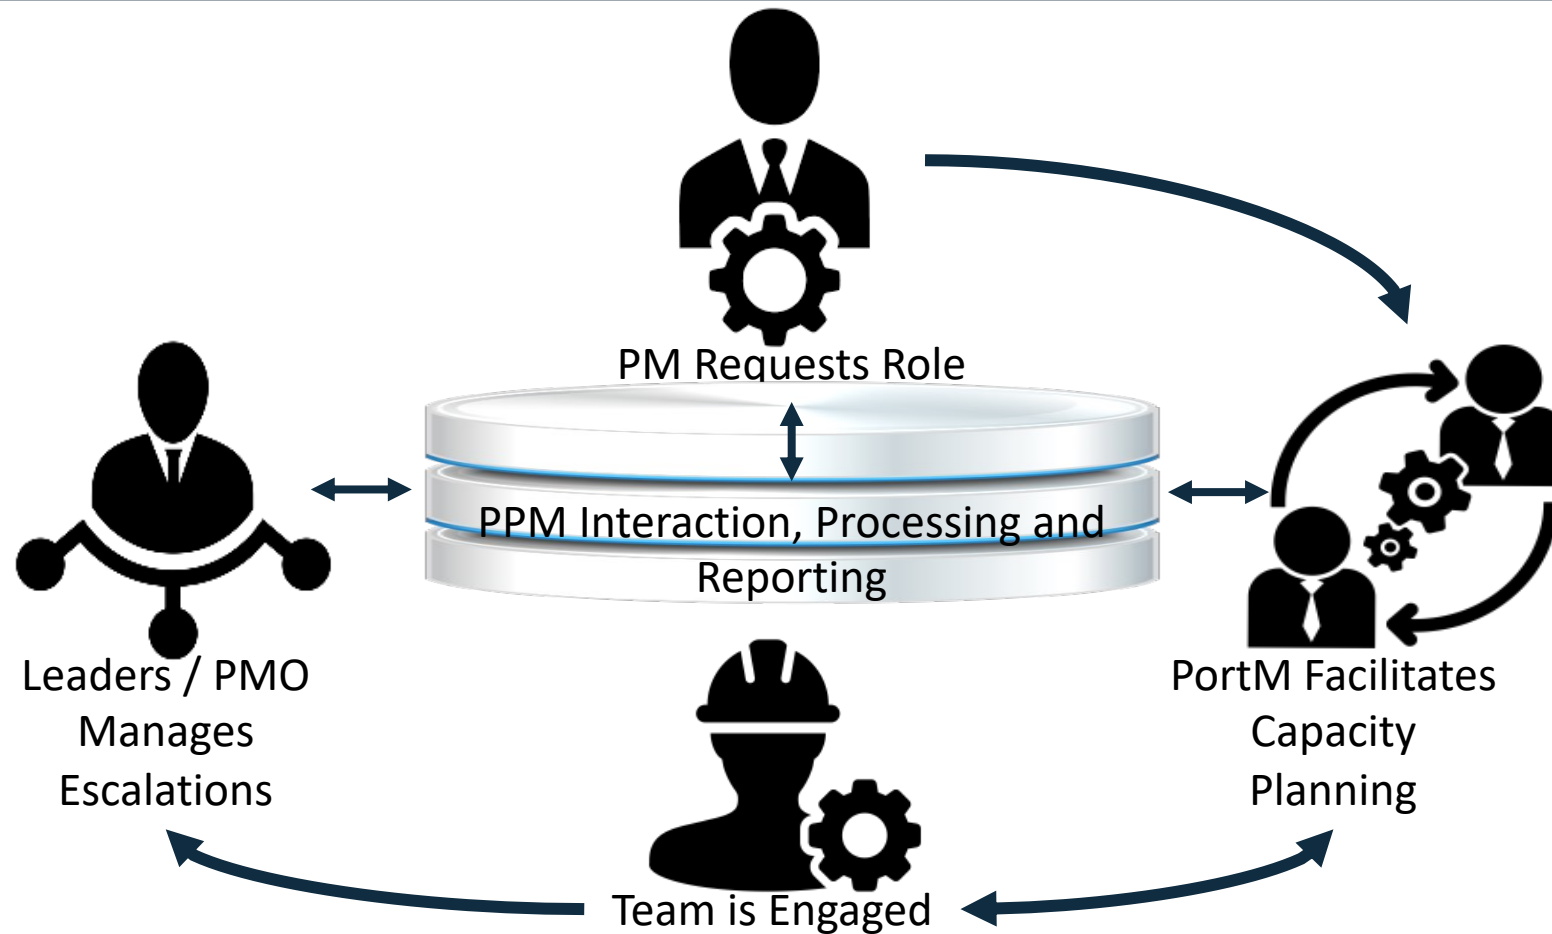 PM Requests Role
PPM Interaction, Processing and
Reporting
Leaders / PMO
Manages
Escalations
PortM Facilitates
Capacity
Planning
Team is Engaged